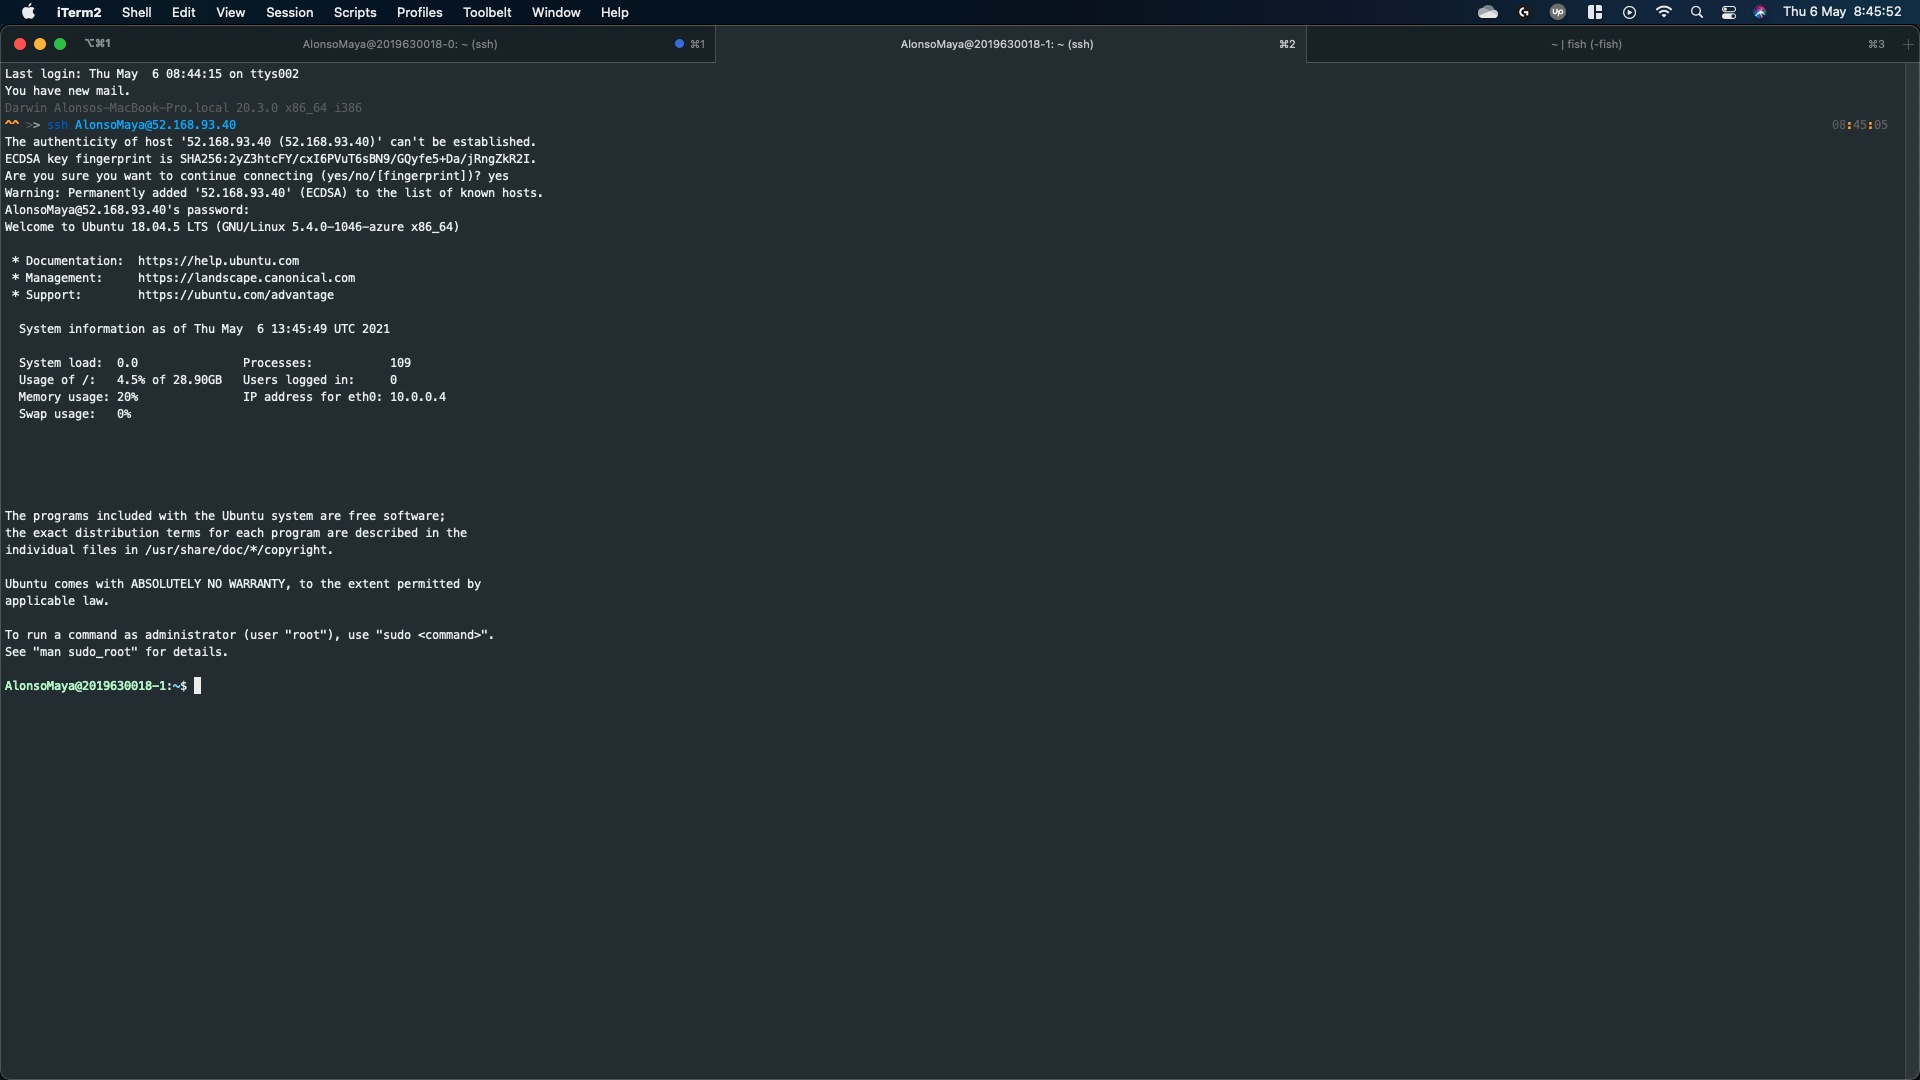 iTerm2 Shell Edit View Session Scripts Profiles Toolbelt Window Help Up Thu 6 May 8:45:52
⌥⌘1 AlonsoMaya@2019630018-0: ~ (ssh) ⌘1 AlonsoMaya@2019630018-1: ~ (ssh) ⌘2 ~ | fish (-fish) ⌘3
Last login: Thu May  6 08:44:15 on ttys002
You have new mail.
Darwin Alonsos-MacBook-Pro.local 20.3.0 x86_64 i386
^^ >> ssh AlonsoMaya@52.168.93.40 08:45:05
The authenticity of host '52.168.93.40 (52.168.93.40)' can't be established.
ECDSA key fingerprint is SHA256:2yZ3htcFY/cxI6PVuT6sBN9/GQyfe5+Da/jRngZkR2I.
Are you sure you want to continue connecting (yes/no/[fingerprint])? yes
Warning: Permanently added '52.168.93.40' (ECDSA) to the list of known hosts.
AlonsoMaya@52.168.93.40's password:
Welcome to Ubuntu 18.04.5 LTS (GNU/Linux 5.4.0-1046-azure x86_64)
* Documentation:  https://help.ubuntu.com
* Management:     https://landscape.canonical.com
* Support:        https://ubuntu.com/advantage
System information as of Thu May  6 13:45:49 UTC 2021
System load:  0.0               Processes:           109
Usage of /:   4.5% of 28.90GB   Users logged in:     0
Memory usage: 20%               IP address for eth0: 10.0.0.4
Swap usage:   0%
The programs included with the Ubuntu system are free software;
the exact distribution terms for each program are described in the
individual files in /usr/share/doc/*/copyright.
Ubuntu comes with ABSOLUTELY NO WARRANTY, to the extent permitted by
applicable law.
To run a command as administrator (user "root"), use "sudo <command>".
See "man sudo_root" for details.
AlonsoMaya@2019630018-1:~$